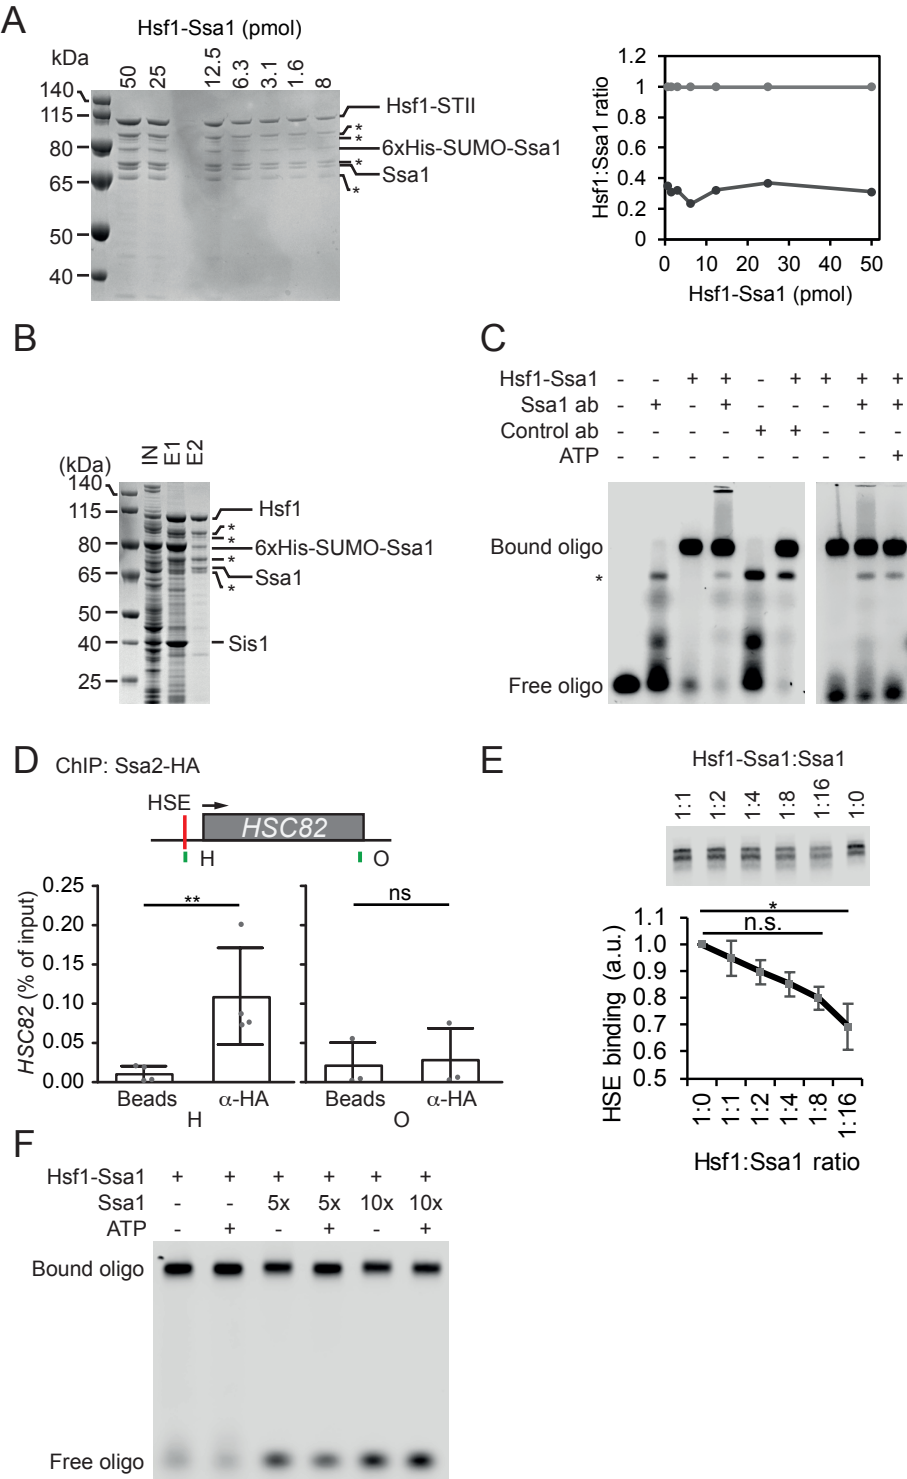 A
Hsf1-Ssa1 (pmol)
kDa
50 25 12.5 6.3 3.1 1.6 8
140
115
80
65
50
40
Hsf1-STII
*
*
6xHis-SUMO-Ssa1
*
Ssa1
*
Hsf1:Ssa1 ratio
1.2
1
0.8
0.6
0.4
0.2
0
0 10 20 30 40 50
Hsf1-Ssa1 (pmol)
B
(kDa)
IN E1 E2
140
115
80
65
50
40
25
Hsf1
*
*
6xHis-SUMO-Ssa1
*
Ssa1
*
Sis1
C
Hsf1-Ssa1 - - + + - + + + +
Ssa1 ab - + - + - - - + +
Control ab - - - - + + - - -
ATP - - - - - - - - +
Bound oligo
*
Free oligo
D
ChIP: Ssa2-HA
HSE
HSC82
H O
HSC82 (% of input)
0.25
0.20
0.15
0.10
0.05
0.00
** ns
Beads α-HA Beads α-HA
H O
E
Hsf1-Ssa1:Ssa1
1:1 1:2 1:4 1:8 1:16 1:0
HSE binding (a.u.)
1.1
1.0
0.9
0.8
0.7
0.6
0.5
*
n.s.
1:0 1:1 1:2 1:4 1:8 1:16
Hsf1:Ssa1 ratio
F
Hsf1-Ssa1 + + + + + +
Ssa1 - - 5x 5x 10x 10x
ATP - + - + - +
Bound oligo
Free oligo